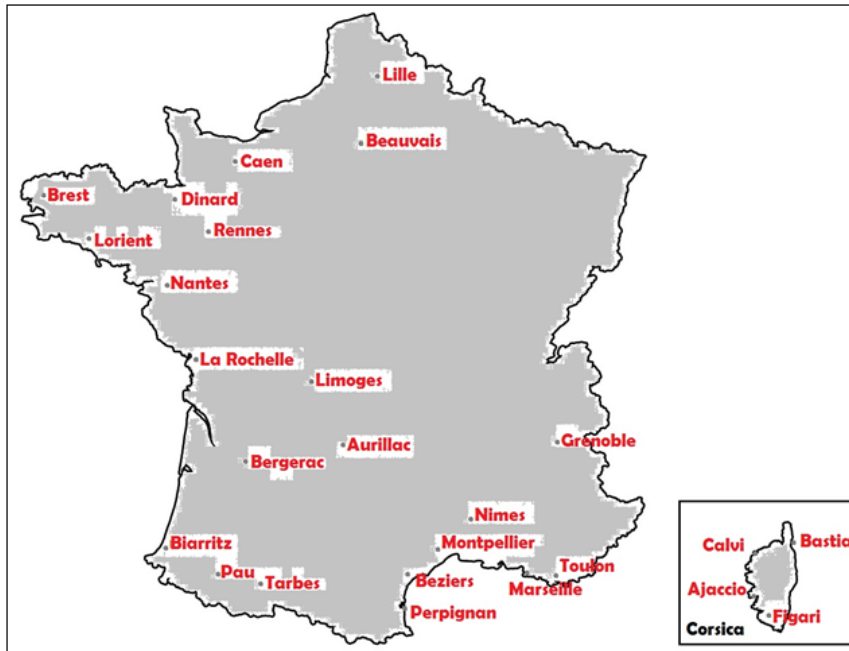 Lille
Beauvais
Caen
Brest
Dinard
Rennes
Lorient
Nantes
La Rochelle
Limoges
Grenoble
Aurillac
Bergerac
Nimes
Biarritz
Montpellier
Calvi
Bastia
Pau
Toulon
Tarbes
Beziers
Marseille
Ajaccio
Perpignan
Figari
Corsica